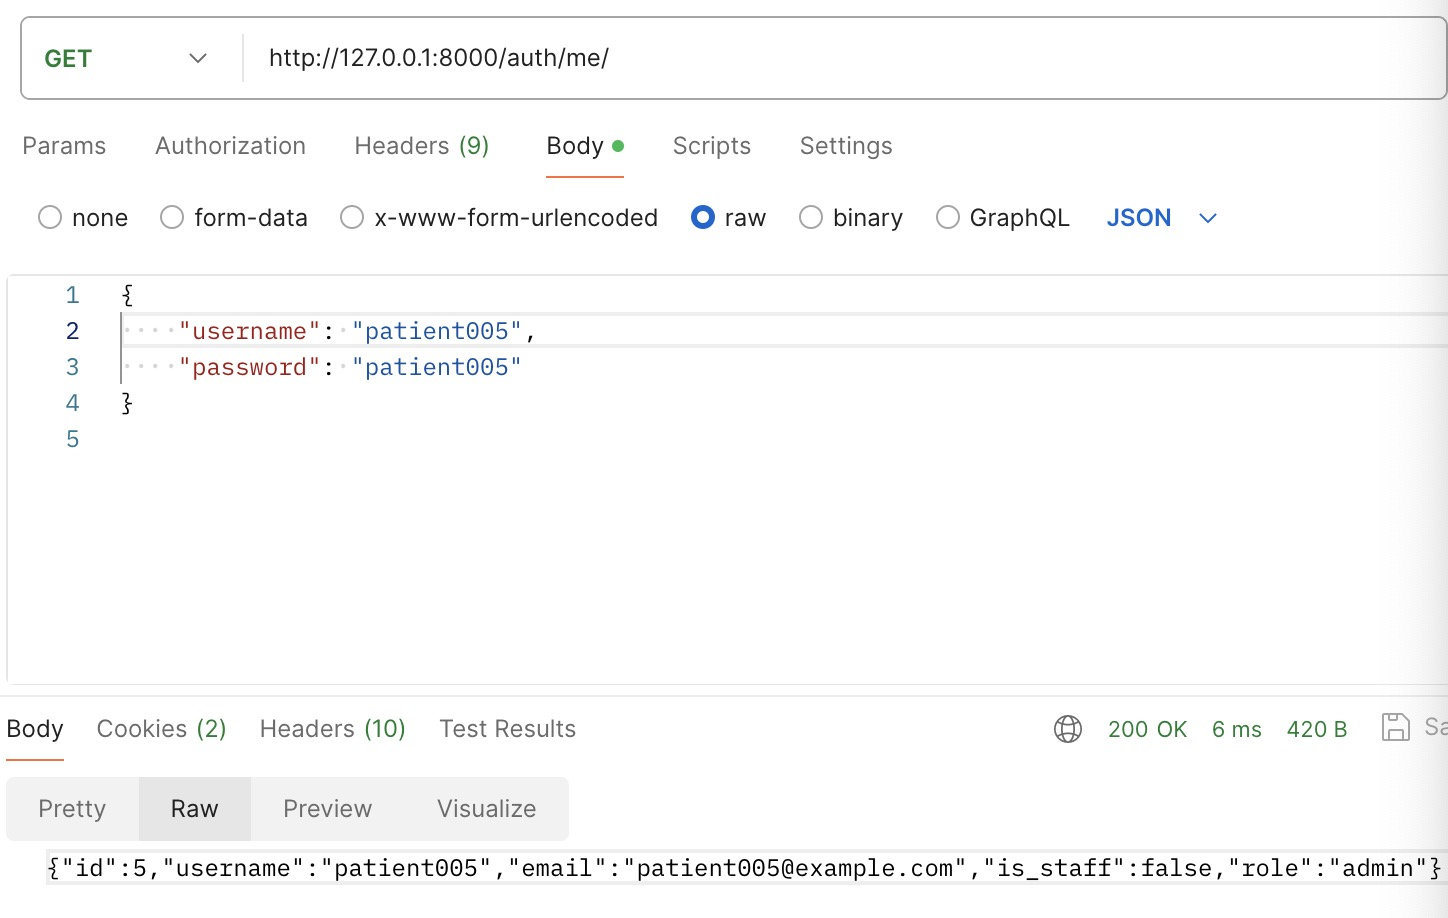 GET http://127.0.0.1:8000/auth/me/
Params Authorization Headers (9) Body Scripts Settings
none form-data x-www-form-urlencoded raw binary GraphQL JSON
1 {
2 "username": "patient005",
3 "password": "patient005"
4 }
5
Body Cookies (2) Headers (10) Test Results 200 OK 6 ms 420 B Sa
Pretty Raw Preview Visualize
{"id":5,"username":"patient005","email":"patient005@example.com","is_staff":false,"role":"admin"}